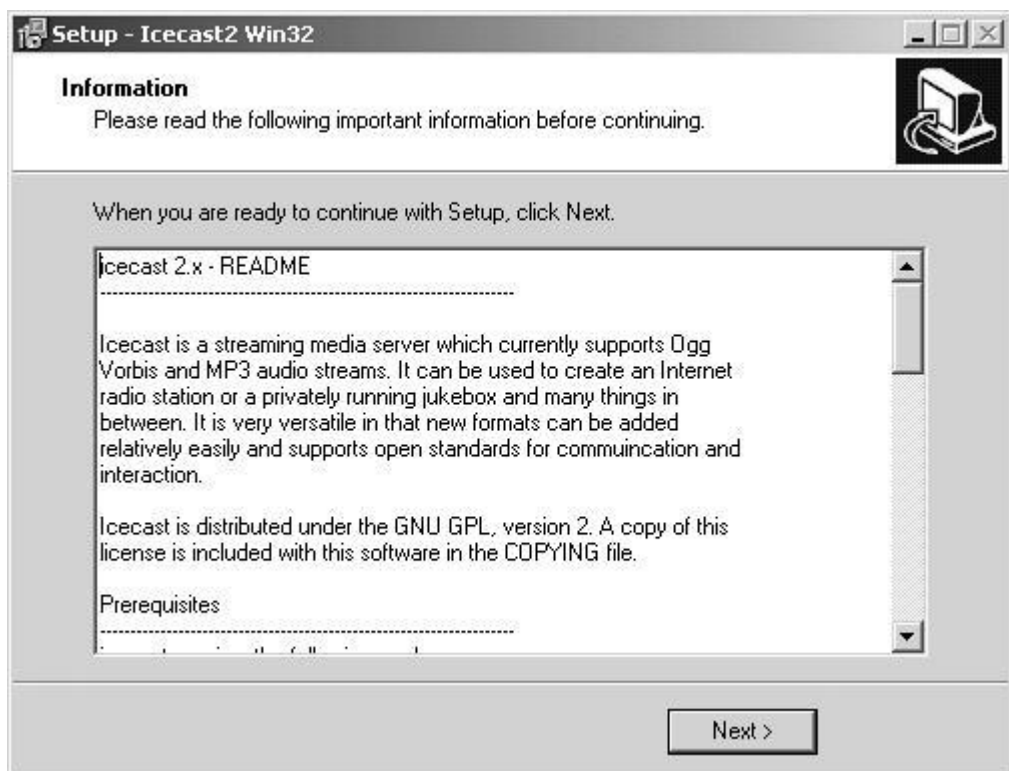 Setup - Icecast2 Win32
Information
Please read the following important information before continuing.
When you are ready to continue with Setup, click Next.
icecast 2.x - README
---------------------------------------------------------------------
Icecast is a streaming media server which currently supports Ogg
Vorbis and MP3 audio streams. It can be used to create an Internet
radio station or a privately running jukebox and many things in
between. It is very versatile in that new formats can be added
relatively easily and supports open standards for commuincation and
interaction.
Icecast is distributed under the GNU GPL, version 2. A copy of this
license is included with this software in the COPYING file.
Prerequisites
---------------------------------------------------------------------
Next >